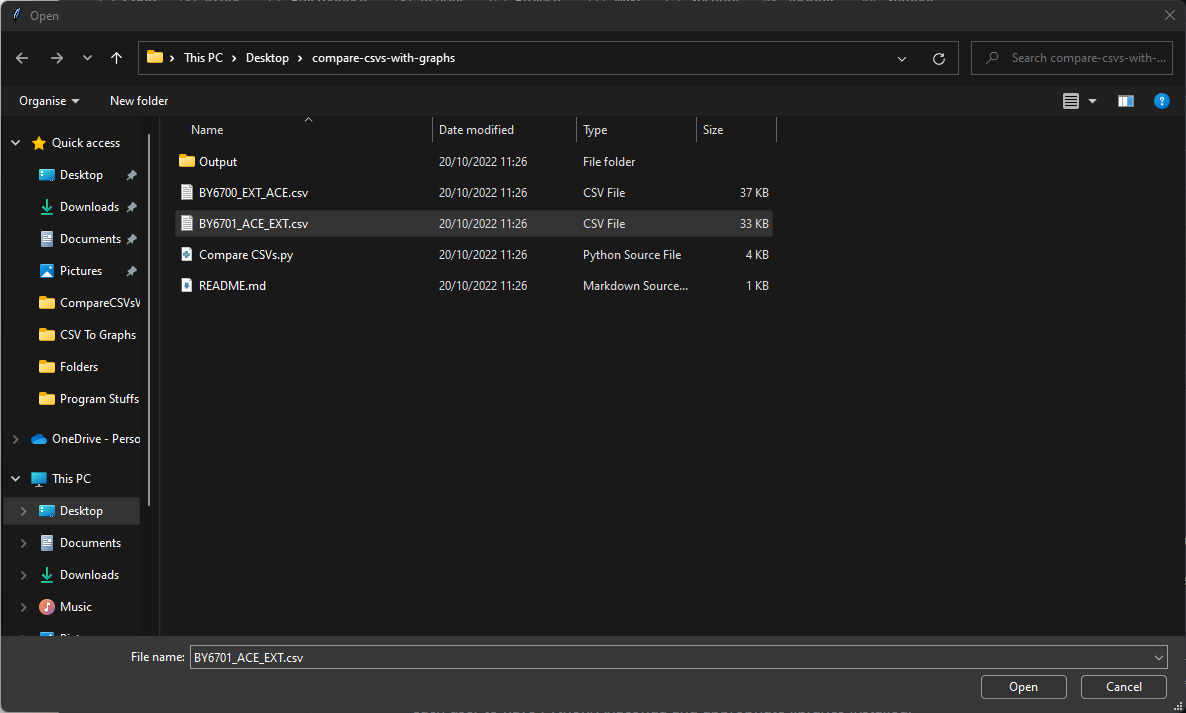 Open
This PC > Desktop > compare-csvs-with-graphs
Search compare-csvs-with-...
Organise
New folder
Name Date modified Type Size
Output 20/10/2022 11:26 File folder
BY6700_EXT_ACE.csv 20/10/2022 11:26 CSV File 37 KB
BY6701_ACE_EXT.csv 20/10/2022 11:26 CSV File 33 KB
Compare CSVs.py 20/10/2022 11:26 Python Source File 4 KB
README.md 20/10/2022 11:26 Markdown Source... 1 KB
Quick access
Desktop
Downloads
Documents
Pictures
CompareCSVsV
CSV To Graphs
Folders
Program Stuffs
OneDrive - Perso
This PC
Desktop
Documents
Downloads
Music
File name: BY6701_ACE_EXT.csv
Open
Cancel